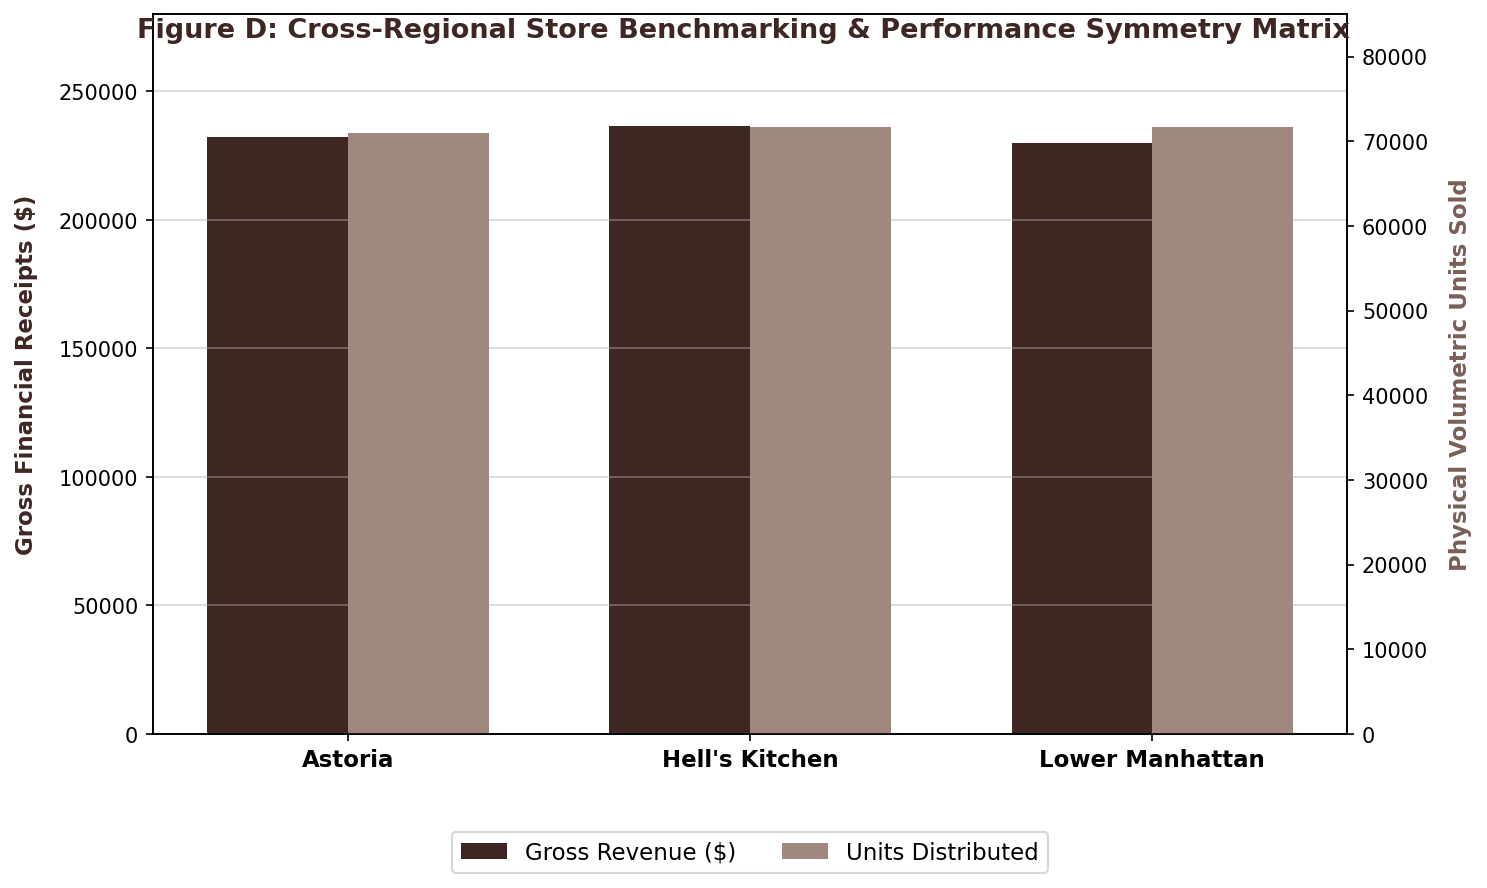 Figure D: Cross-Regional Store Benchmarking & Performance Symmetry Matrix
Gross Financial Receipts ($)
250000
200000
150000
100000
50000
0
80000
70000
60000
50000
40000
30000
20000
10000
0
Physical Volumetric Units Sold
Astoria
Hell's Kitchen
Lower Manhattan
Gross Revenue ($)
Units Distributed